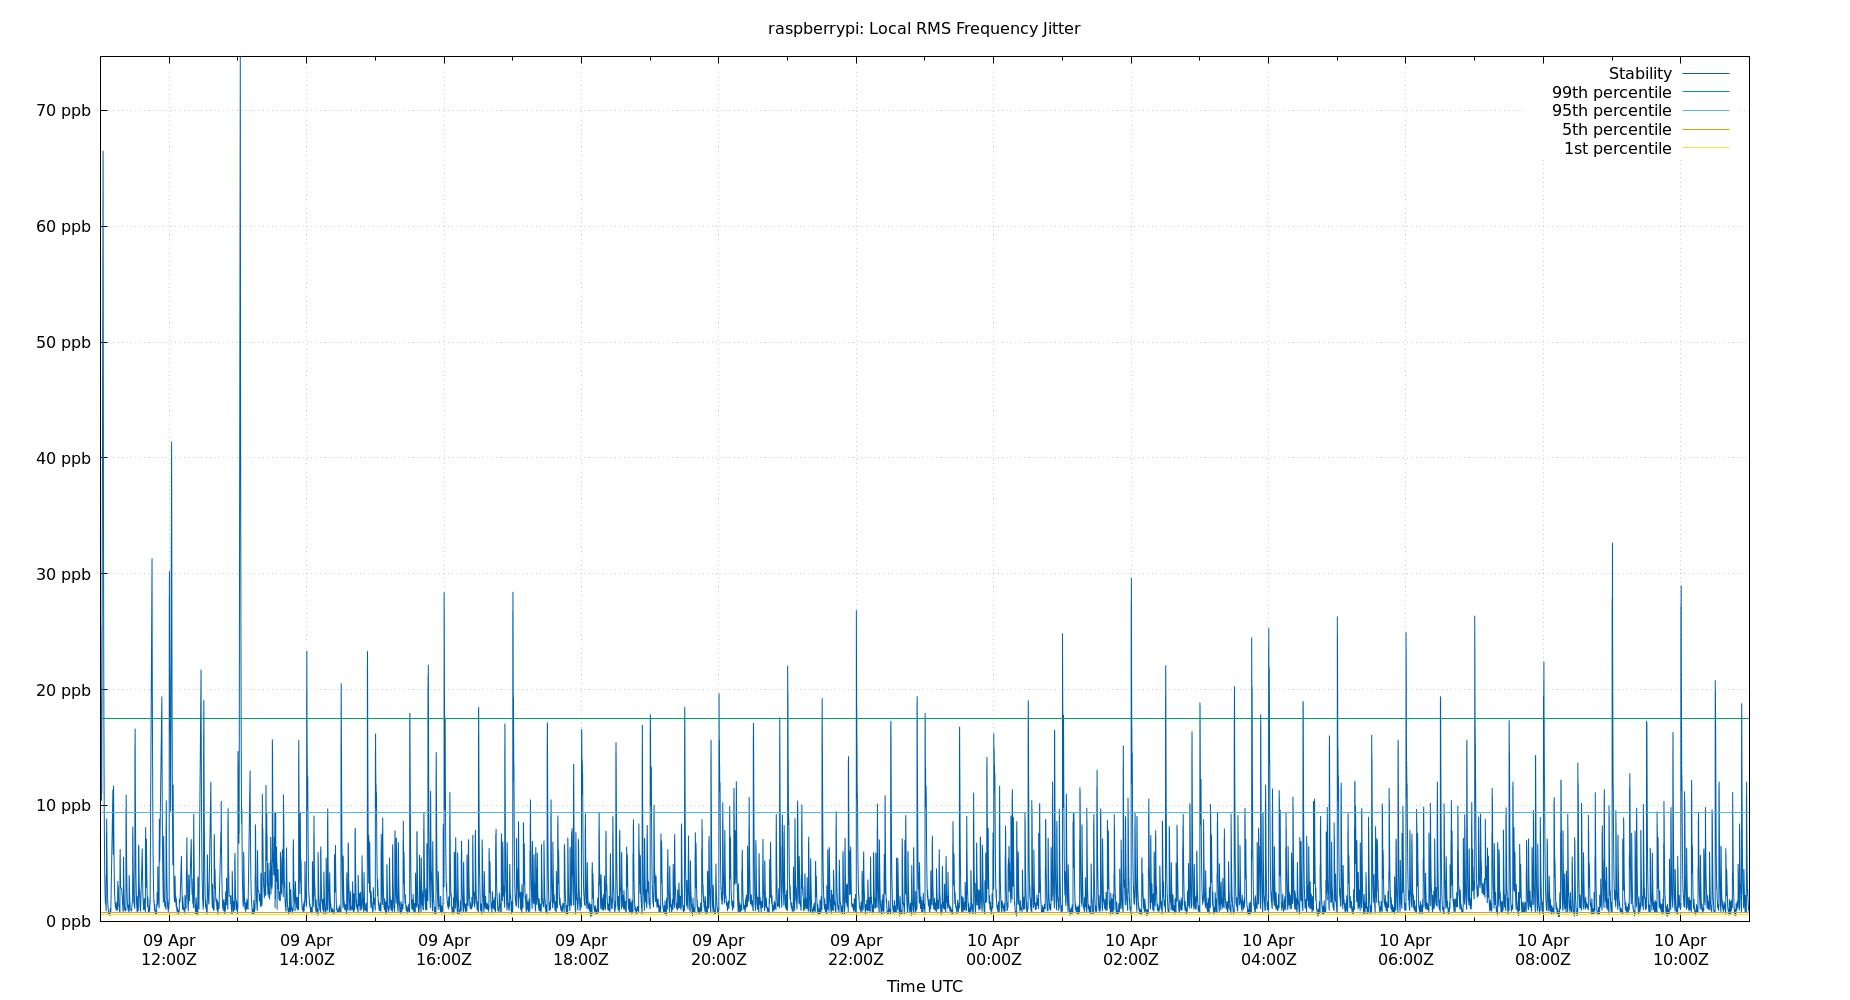 raspberrypi: Local RMS Frequency Jitter
Stability
99th percentile
95th percentile
5th percentile
1st percentile
70 ppb
60 ppb
50 ppb
40 ppb
30 ppb
20 ppb
10 ppb
0 ppb
09 Apr 09 Apr 09 Apr 09 Apr 09 Apr 09 Apr 10 Apr 10 Apr 10 Apr 10 Apr 10 Apr 10 Apr
12:00Z 14:00Z 16:00Z 18:00Z 20:00Z 22:00Z 00:00Z 02:00Z 04:00Z 06:00Z 08:00Z 10:00Z
Time UTC